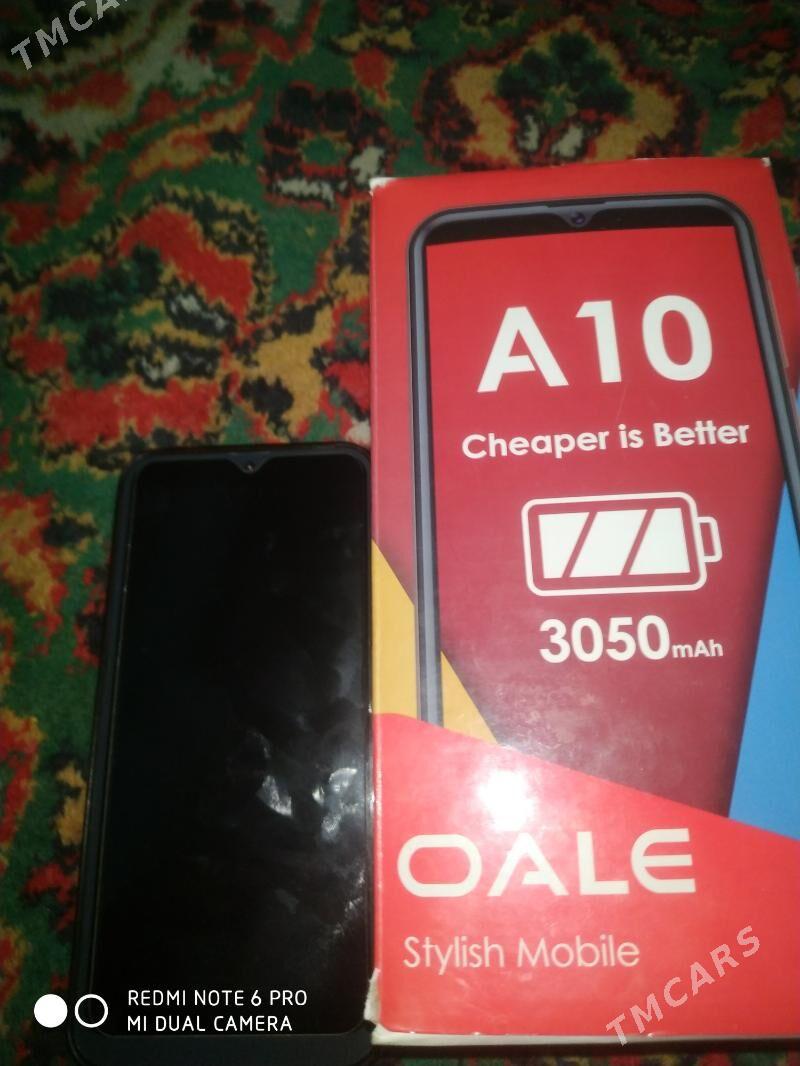 TMCARS
A10
Cheaper is Better
3050mAh
OALE
Stylish Mobile
TMCARS
REDMI NOTE 6 PRO
MI DUAL CAMERA